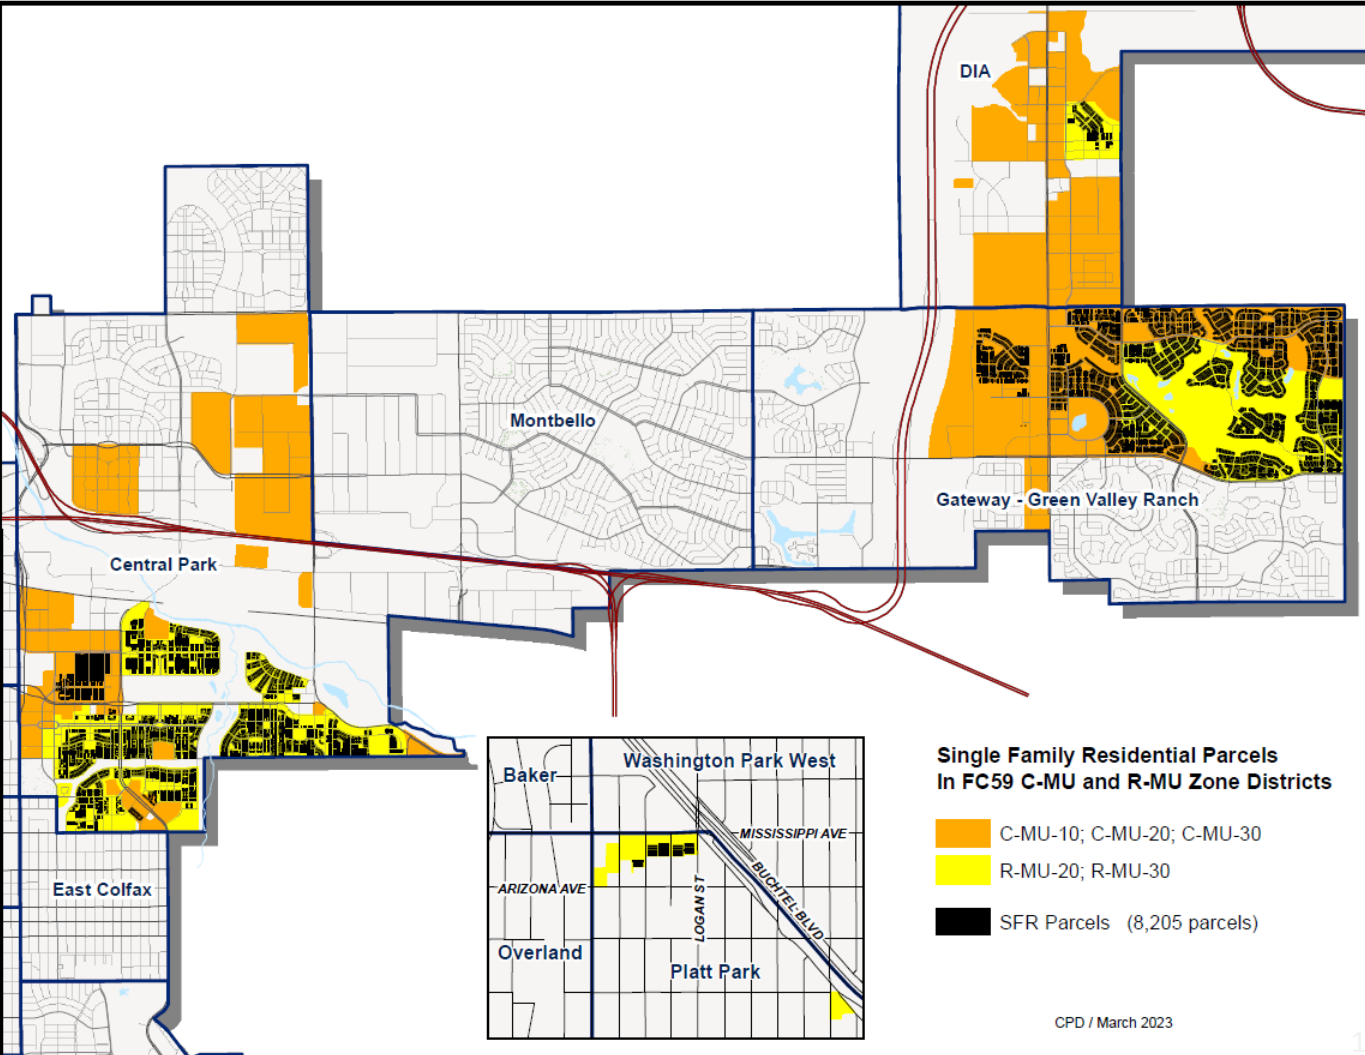 DIA
Montbello
Gateway - Green Valley Ranch
Central Park
East Colfax
Baker
Washington Park West
MISSISSIPPI AVE
ARIZONA AVE
LOGAN ST
BUCHTEL BLVD
Overland
Platt Park
Single Family Residential Parcels
In FC59 C-MU and R-MU Zone Districts
C-MU-10; C-MU-20; C-MU-30
R-MU-20; R-MU-30
SFR Parcels (8,205 parcels)
CPD / March 2023
1